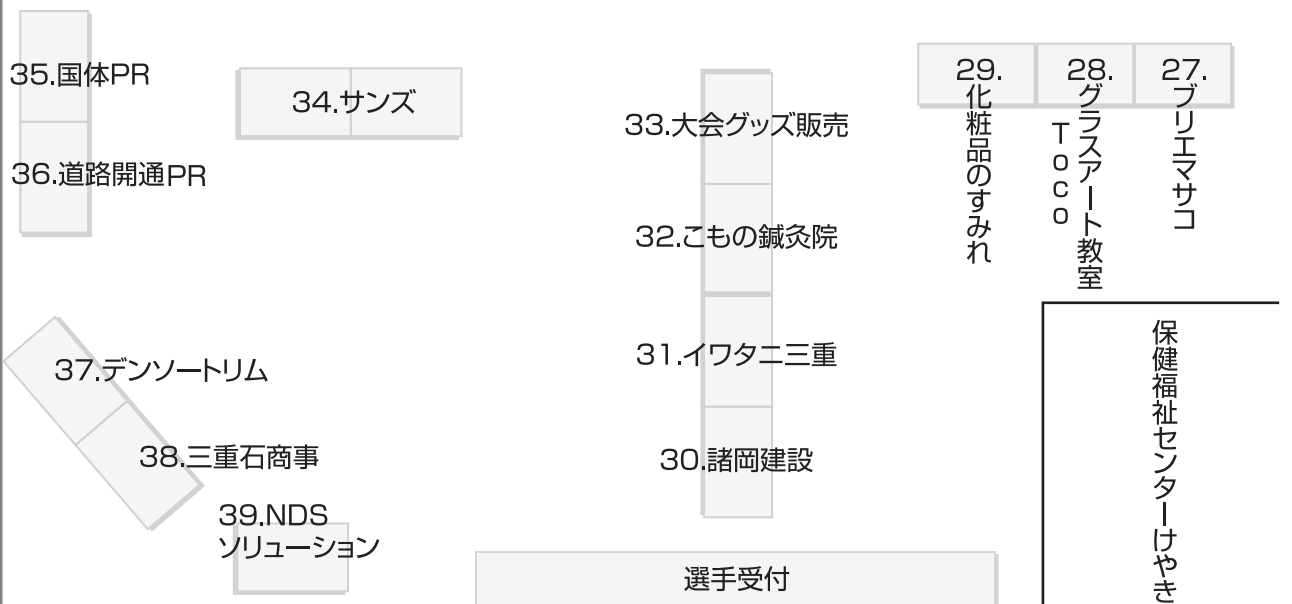 35.国体PR
36.道路開通PR
34.サンズ
33.大会グッズ販売
32.こもの鍼灸院
31.イワタニ三重
30.諸岡建設
29.化粧品のすみれ
28.グラスアート教室
Toco
27.ブリエマサコ
37.デンソートリム
38.三重石商事
39.NDS
ソリューション
選手受付
保健福祉センターけやき